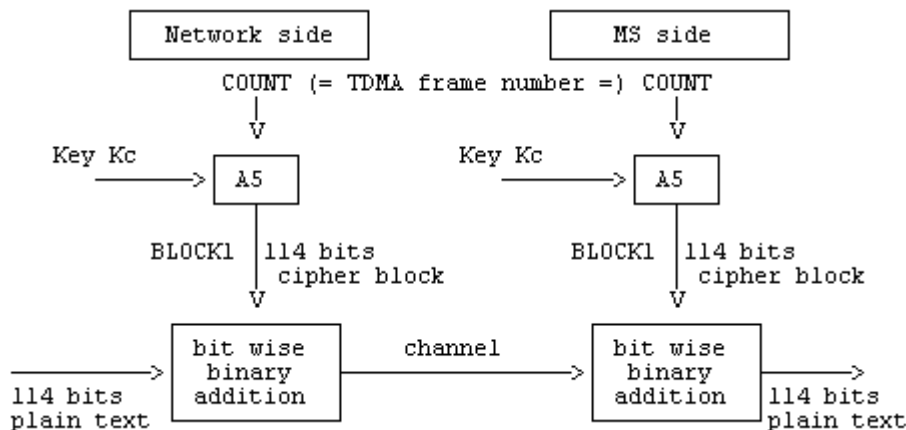 Network side
MS side
COUNT (= TDMA frame number =) COUNT
Key Kc
A5
Key Kc
A5
BLOCK1
114 bits
cipher block
BLOCK1
114 bits
cipher block
bit wise
binary
addition
channel
bit wise
binary
addition
114 bits
plain text
114 bits
plain text